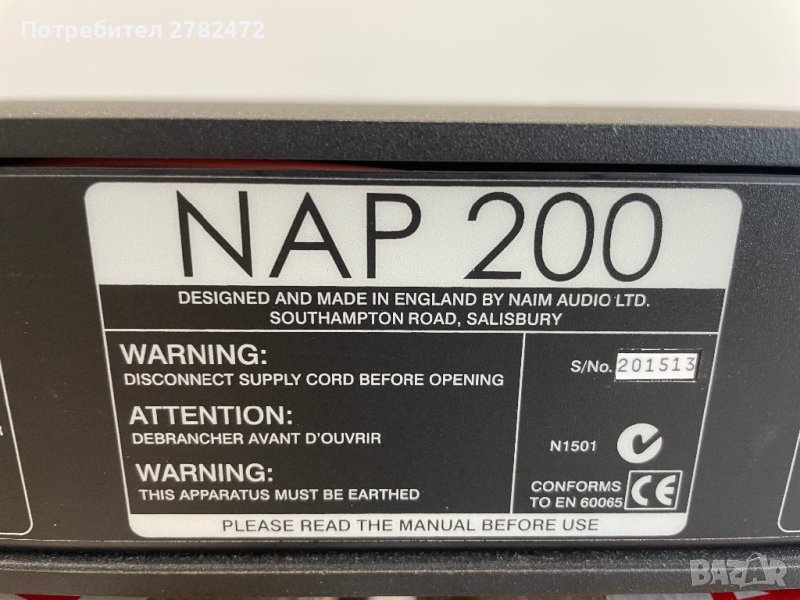 Потребител 2782472
NAP 200
DESIGNED AND MADE IN ENGLAND BY NAIM AUDIO LTD.
SOUTHAMPTON ROAD, SALISBURY
WARNING:
DISCONNECT SUPPLY CORD BEFORE OPENING
ATTENTION:
DEBRANCHER AVANT D'OUVRIR
WARNING:
THIS APPARATUS MUST BE EARTHED
S/No. 201513
N1501
CONFORMS
TO EN 60065
CE
PLEASE READ THE MANUAL BEFORE USE
BAZAR